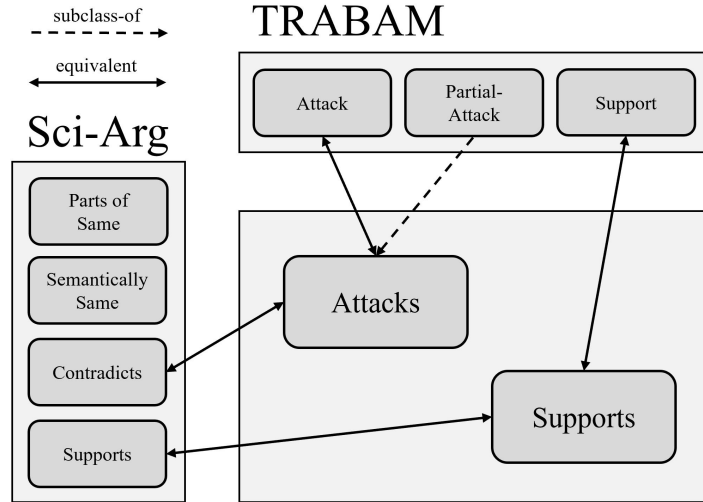 subclass-of
equivalent
TRABAM
Attack
Partial-
Attack
Support
Sci-Arg
Parts of
Same
Semantically
Same
Contradicts
Supports
Attacks
Supports